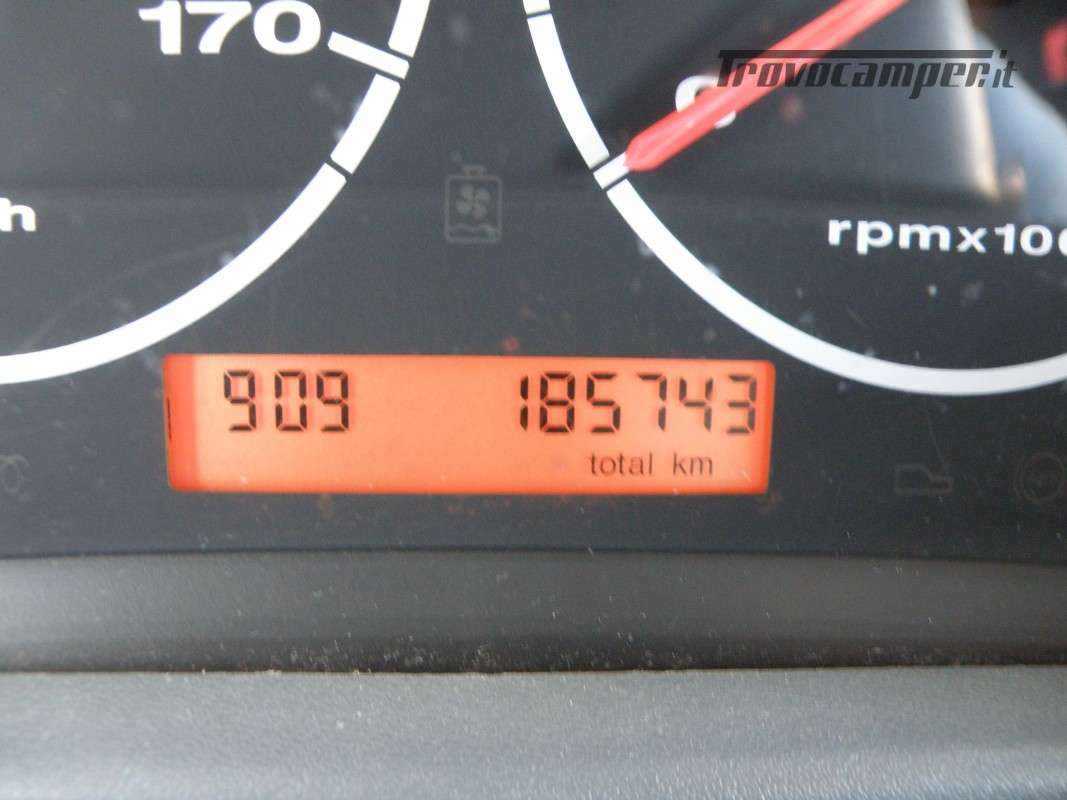 170
Trovocamper.it
h
rpmx100
909 185743
total km